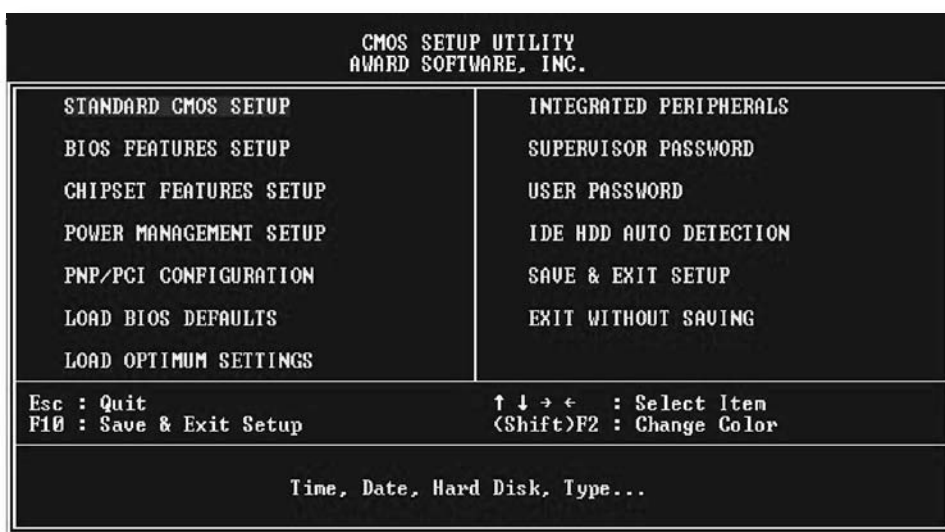 CMOS SETUP UTILITY
AWARD SOFTWARE, INC.
STANDARD CMOS SETUP
BIOS FEATURES SETUP
CHIPSET FEATURES SETUP
POWER MANAGEMENT SETUP
PNP/PCI CONFIGURATION
LOAD BIOS DEFAULTS
LOAD OPTIMUM SETTINGS
INTEGRATED PERIPHERALS
SUPERVISOR PASSWORD
USER PASSWORD
IDE HDD AUTO DETECTION
SAVE & EXIT SETUP
EXIT WITHOUT SAVING
Esc : Quit
F10 : Save & Exit Setup
↑ ↓ → ← : Select Item
(Shift)F2 : Change Color
Time, Date, Hard Disk, Type...